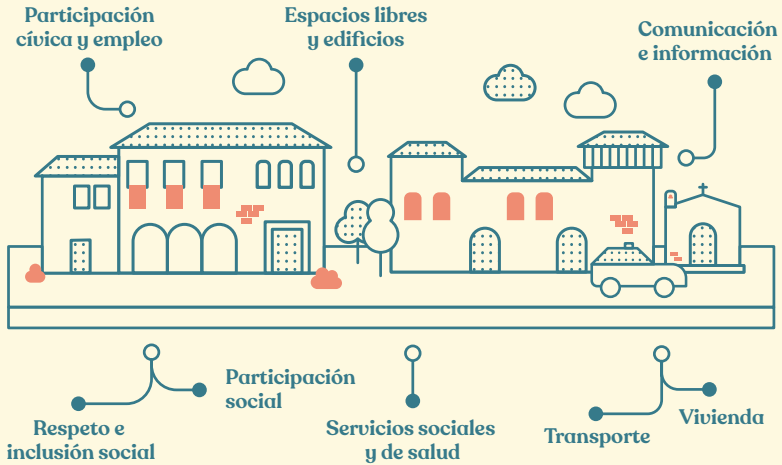 Participación
cívica y empleo
Espacios libres
y edificios
Comunicación
e información
Participación
social
Respeto e
inclusión social
Servicios sociales
y de salud
Transporte
Vivienda